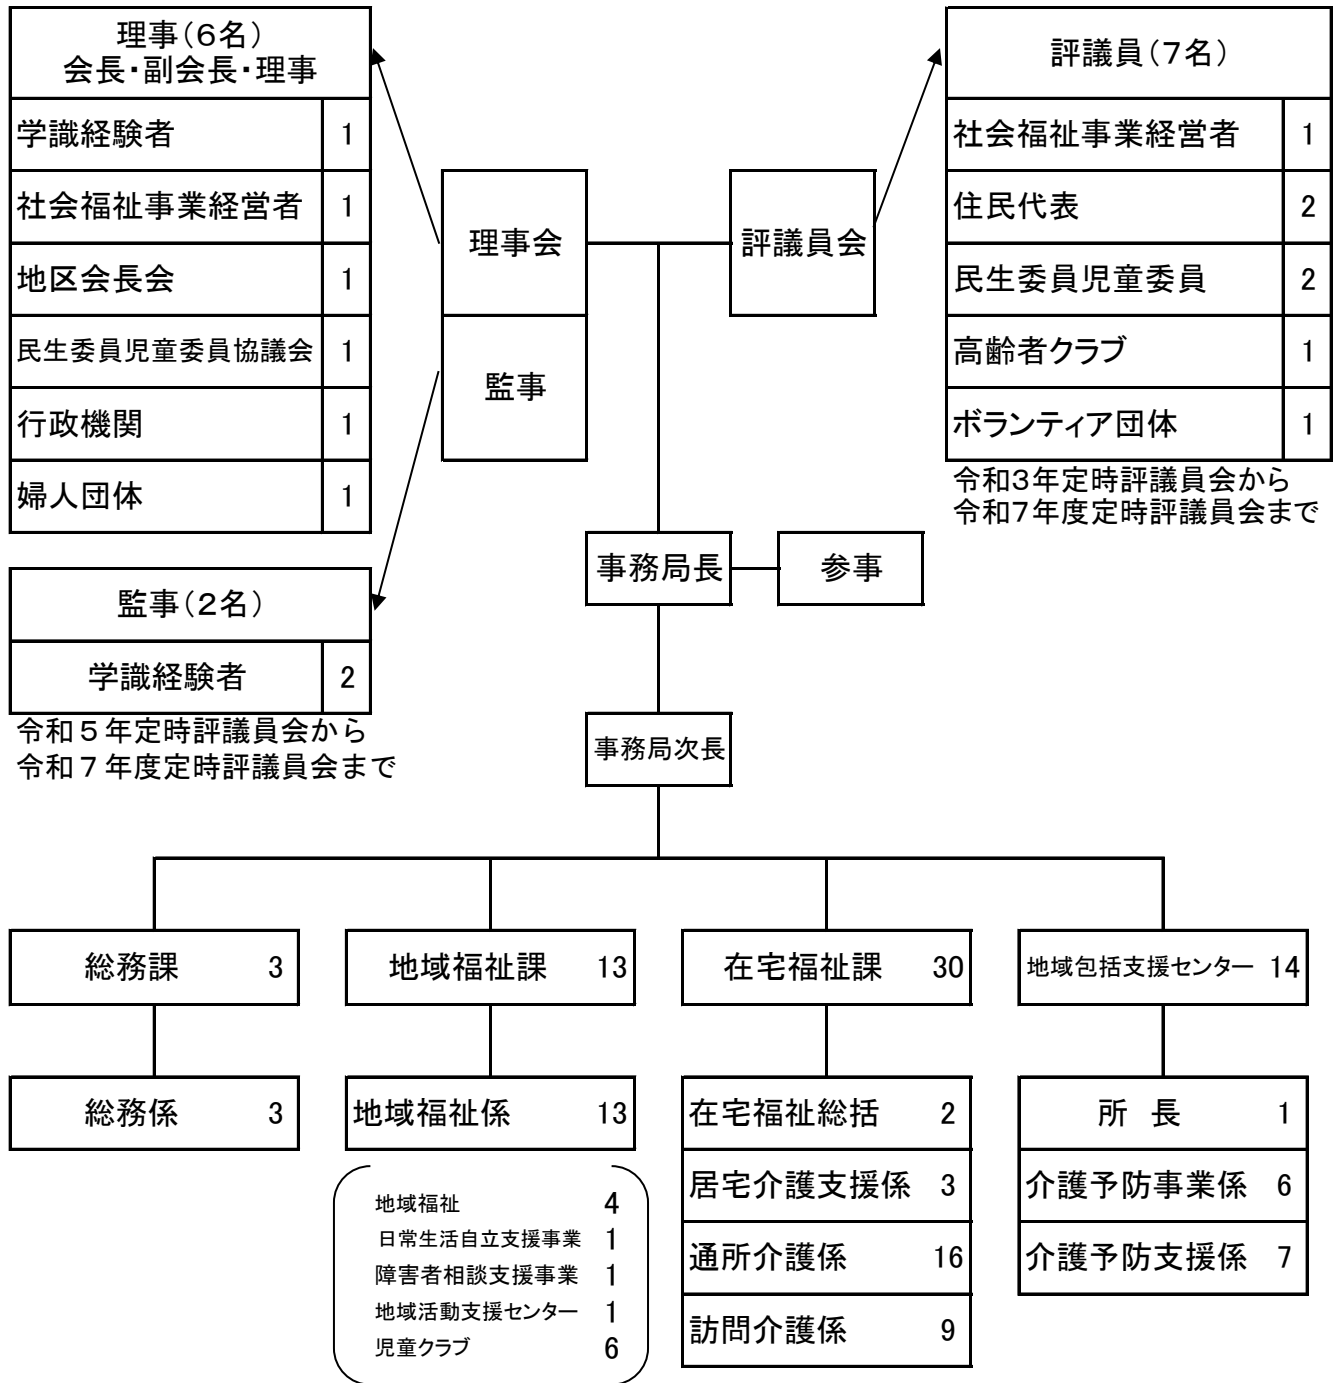 理事(6名)
会長・副会長・理事
学識経験者 1
社会福祉事業経営者 1
地区会長会 1
民生委員児童委員協議会 1
行政機関 1
婦人団体 1
監事(2名)
学識経験者 2
令和5年定時評議員会から
令和7年度定時評議員会まで
理事会
監事
評議員会
評議員(7名)
社会福祉事業経営者 1
住民代表 2
民生委員児童委員 2
高齢者クラブ 1
ボランティア団体 1
令和3年定時評議員会から
令和7年度定時評議員会まで
事務局長
参事
事務局次長
総務課 3
総務係 3
地域福祉課 13
地域福祉係 13
地域福祉 4
日常生活自立支援事業 1
障害者相談支援事業 1
地域活動支援センター 1
児童クラブ 6
在宅福祉課 30
在宅福祉総括 2
居宅介護支援係 3
通所介護係 16
訪問介護係 9
地域包括支援センター 14
所 長 1
介護予防事業係 6
介護予防支援係 7